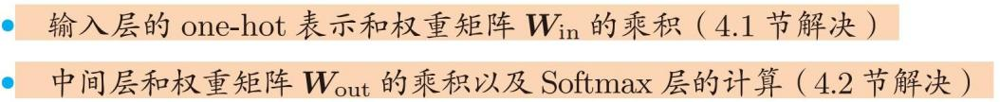 • 输入层的 one-hot 表示和权重矩阵 W_in 的乘积（4.1 节解决）
• 中间层和权重矩阵 W_out 的乘积以及 Softmax 层的计算（4.2 节解决）